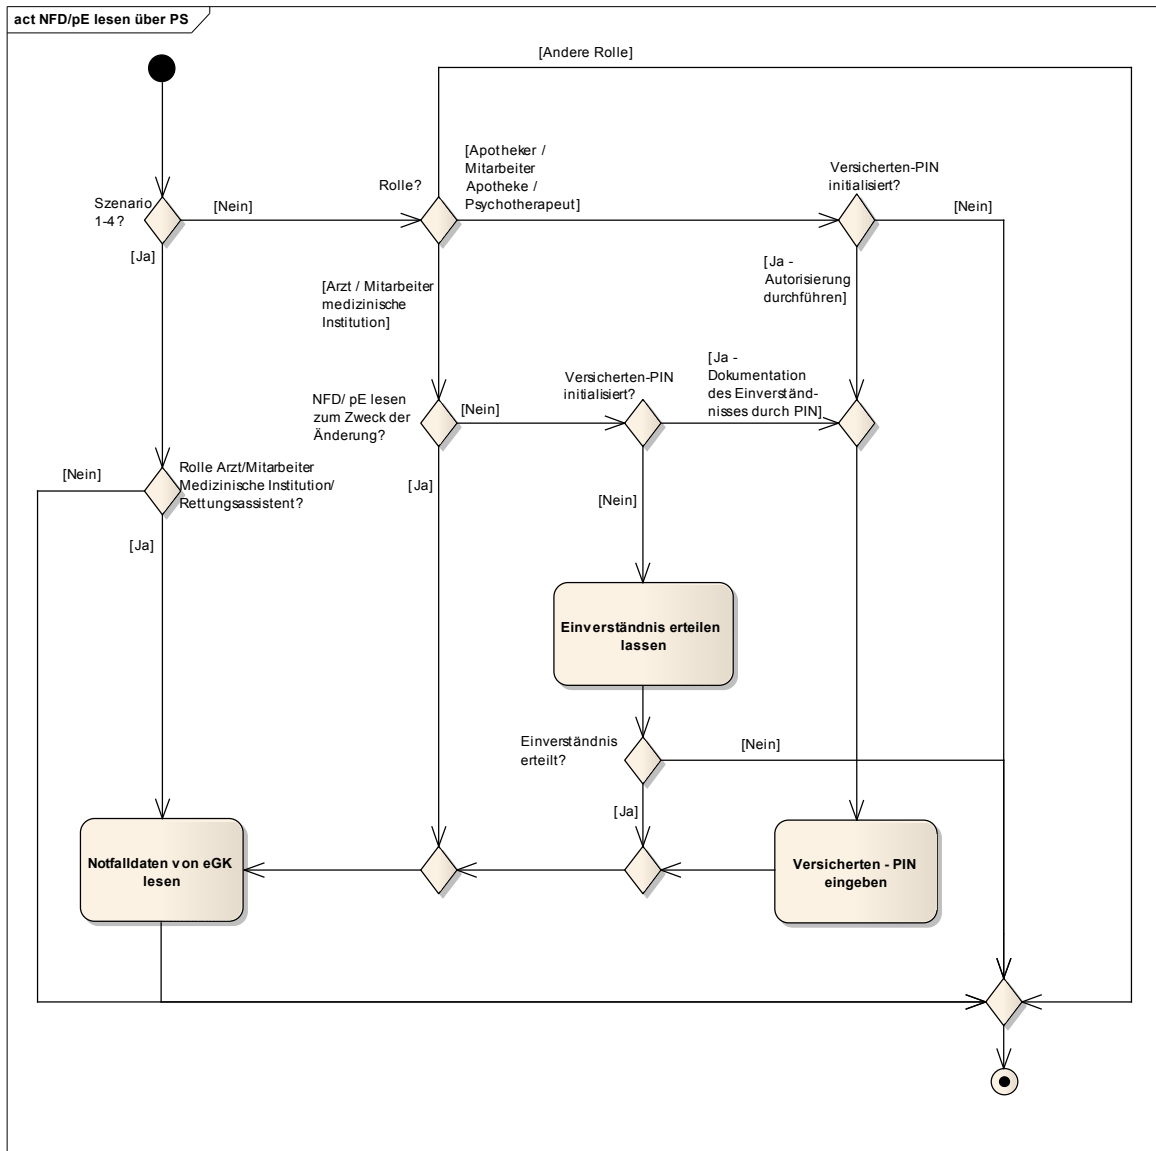 act NFD/pE lesen über PS
[Andere Rolle]
[Apotheker /
Mitarbeiter
Apotheke /
Psychotherapeut]
Versicherten-PIN
initialisiert?
Rolle?
Szenario
1-4?
[Nein]
[Nein]
[Ja]
[Ja -
Autorisierung
durchführen]
[Arzt / Mitarbeiter
medizinische
Institution]
[Ja -
Dokumentation
des Einverständ-
nisses durch PIN]
Versicherten-PIN
initialisiert?
NFD/ pE lesen
zum Zweck der
Änderung?
[Nein]
[Nein]
Rolle Arzt/Mitarbeiter
Medizinische Institution/
Rettungsassistent?
[Ja]
[Nein]
[Ja]
Einverständnis erteilen
lassen
Einverständnis
erteilt?
[Nein]
[Ja]
Notfalldaten von eGK
lesen
Versicherten - PIN
eingeben